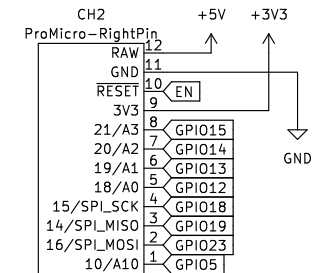 CH2 +5V +3V3
ProMicro-RightPin
RAW 12
GND 11
RESET 10 EN
3V3 9
21/A3 8 GPIO15
20/A2 7 GPIO14
19/A1 6 GPIO13
18/A0 5 GPIO12
GND
15/SPI_SCK 4 GPIO18
14/SPI_MISO 3 GPIO19
16/SPI_MOSI 2 GPIO23
10/A10 1 GPIO5